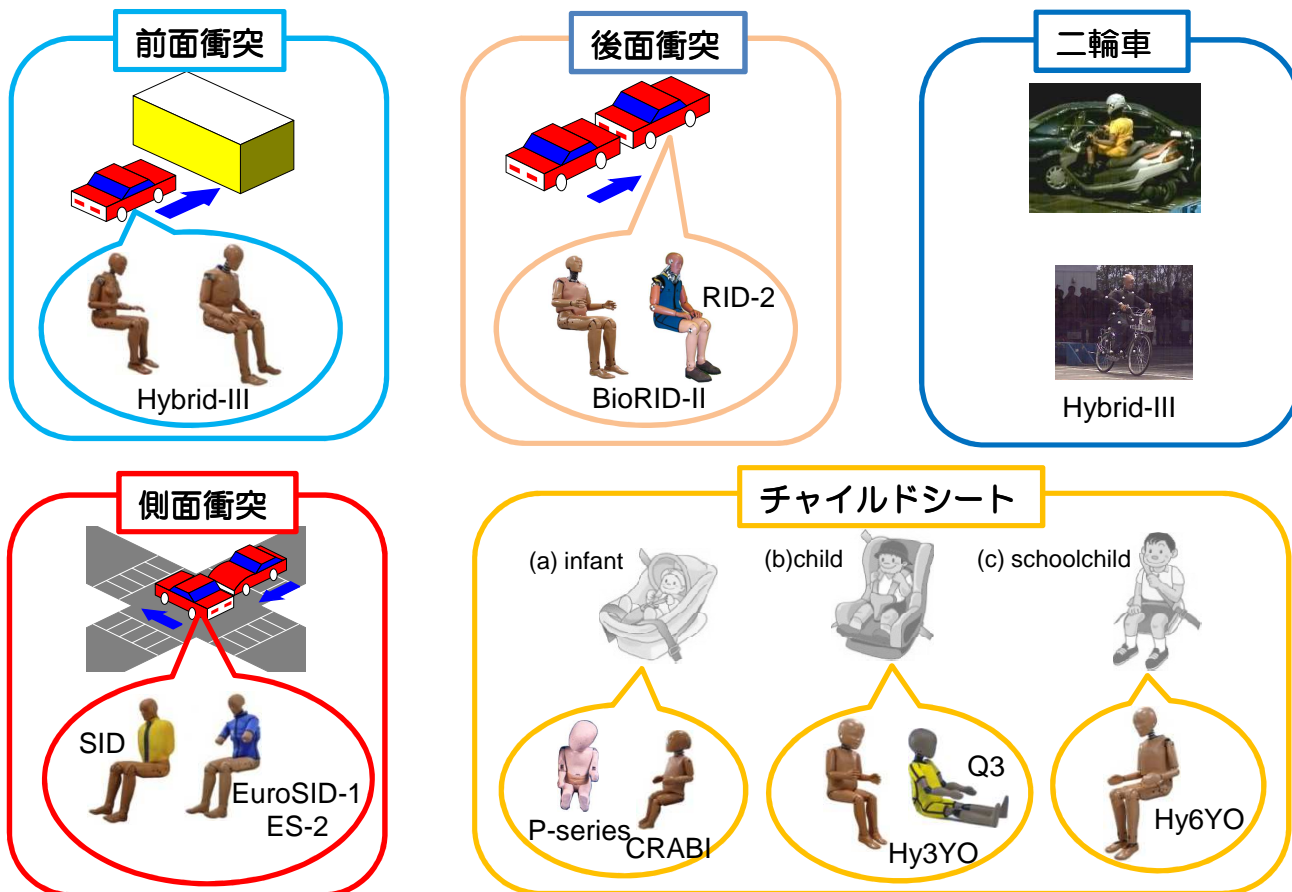 前面衝突
Hybrid-III
後面衝突
RID-2
BioRID-II
二輪車
Hybrid-III
側面衝突
SID
EuroSID-1
ES-2
チャイルドシート
(a) infant
(b)child
(c) schoolchild
P-series
CRABI
Hy3YO
Q3
Hy6YO